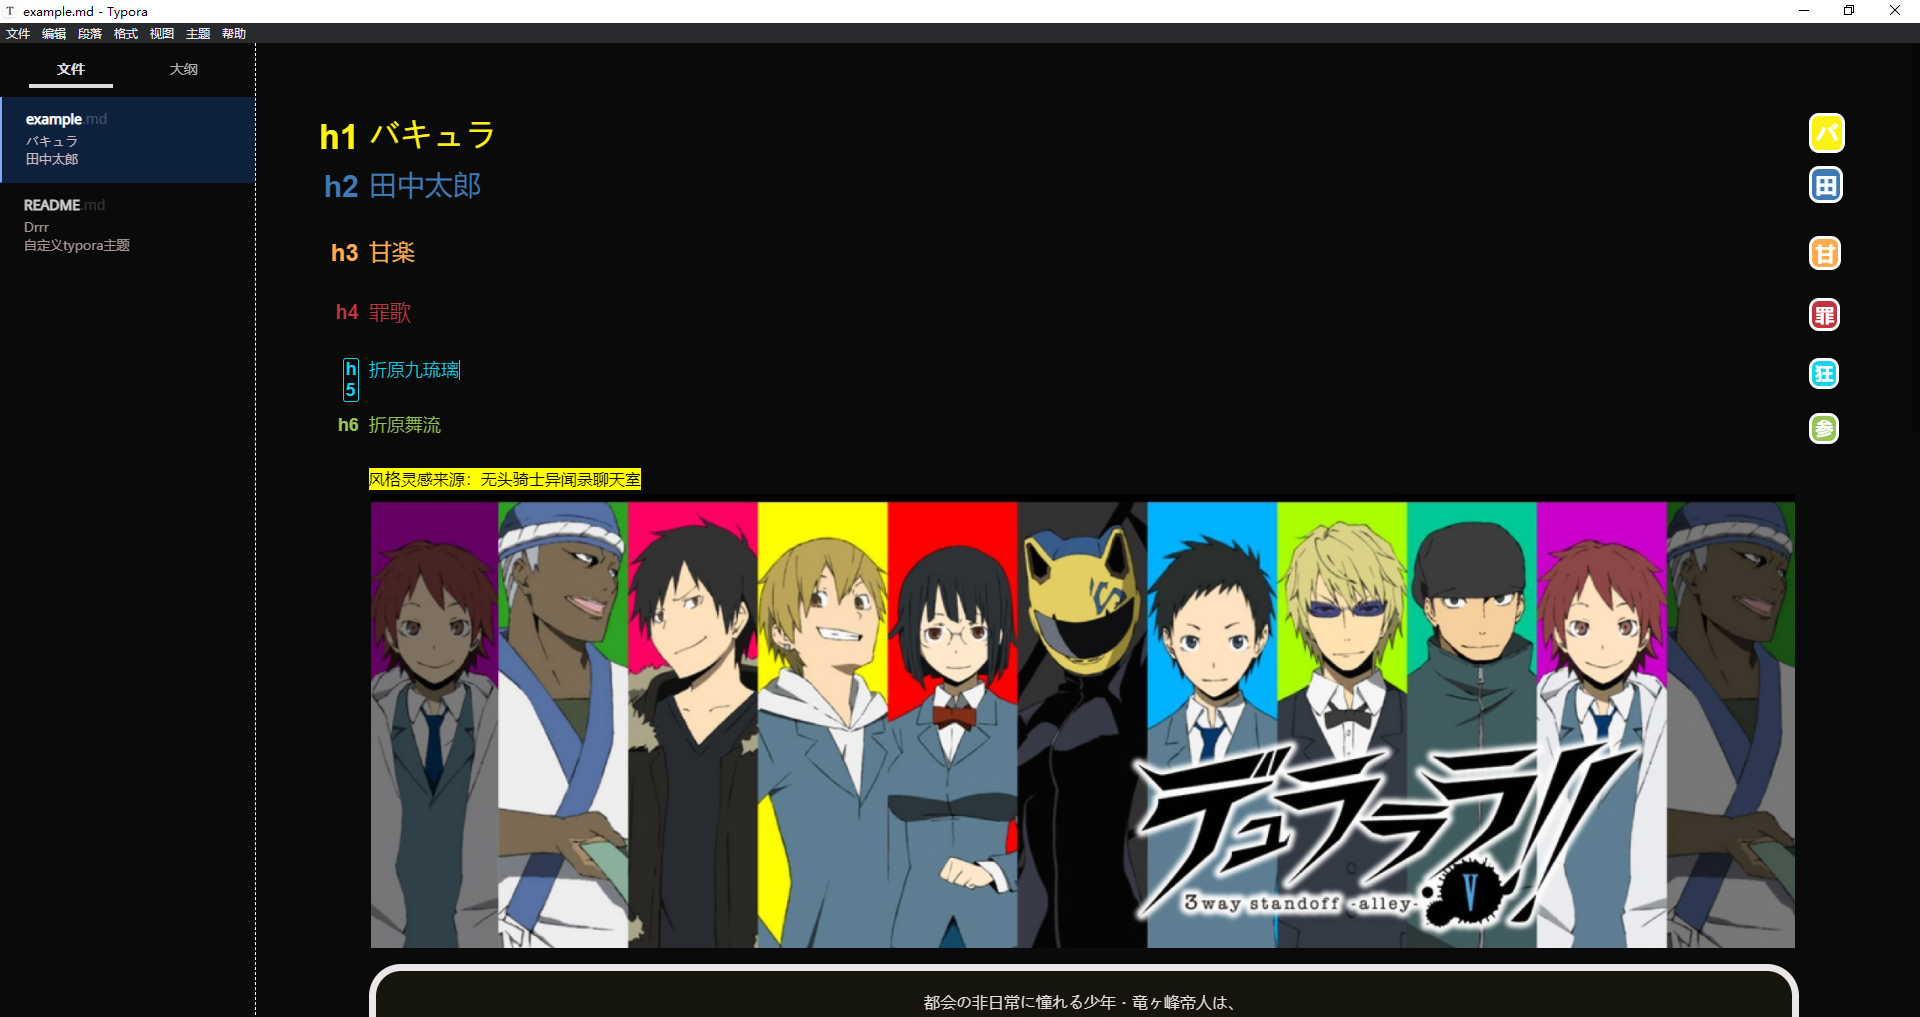 T example.md - Typora
文件 编辑 段落 格式 视图 主题 帮助
文件 大纲
example.md
バキュラ
田中太郎
README.md
Drrr
自定义typora主题
h1 バキュラ バ
h2 田中太郎 田
h3 甘楽 甘
h4 罪歌 罪
h5 折原九琉璃 狂
h6 折原舞流 参
风格灵感来源：无头骑士异闻录聊天室
デュラララ!!
3way standoff -alley- V
都会の非日常に憧れる少年・竜ヶ峰帝人は、